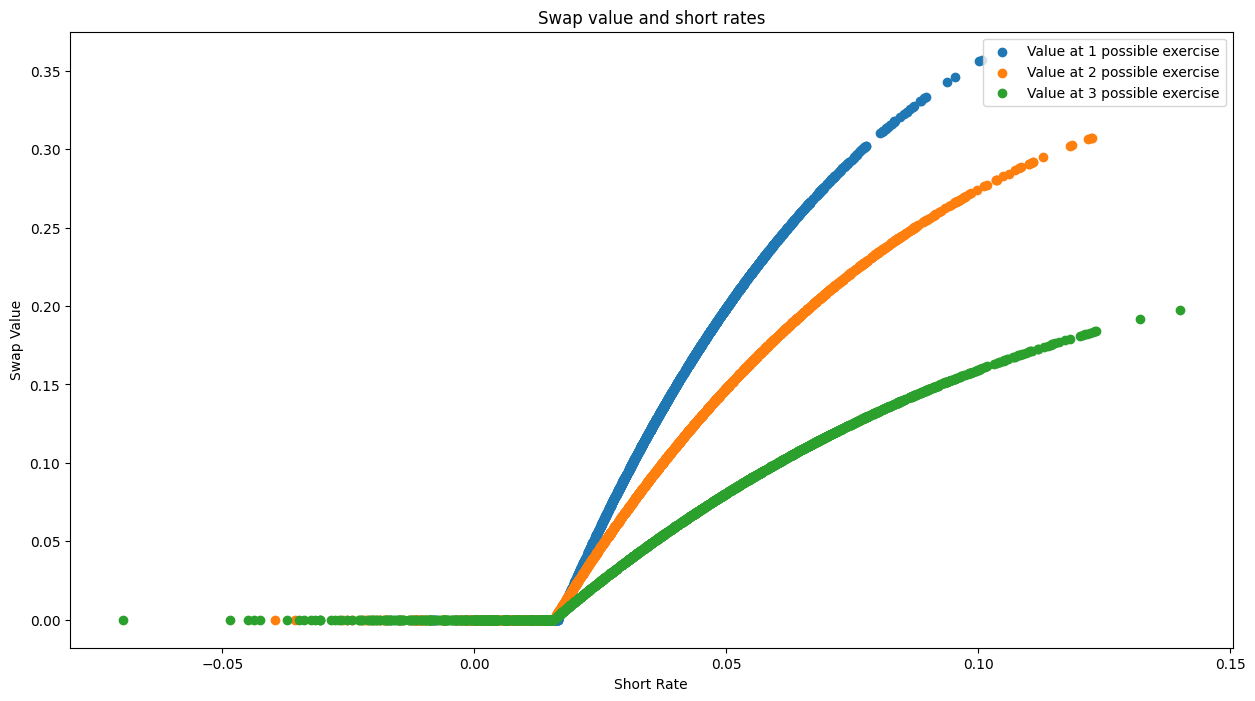 Swap value and short rates
Value at 1 possible exercise
Value at 2 possible exercise
Value at 3 possible exercise
0.35
0.30
0.25
0.20
0.15
0.10
0.05
0.00
Swap Value
−0.05
0.00
0.05
0.10
0.15
Short Rate